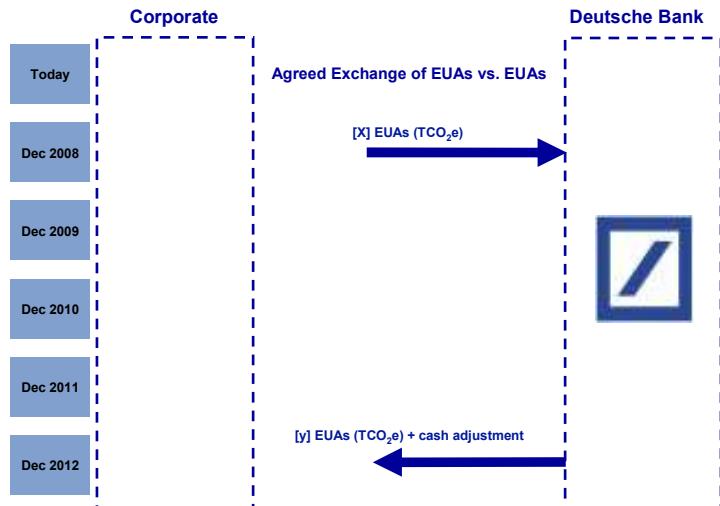 Corporate
Deutsche Bank
Today
Agreed Exchange of EUAs vs. EUAs
[X] EUAs (TCO₂e)
Dec 2008
Dec 2009
Dec 2010
Dec 2011
[y] EUAs (TCO₂e) + cash adjustment
Dec 2012